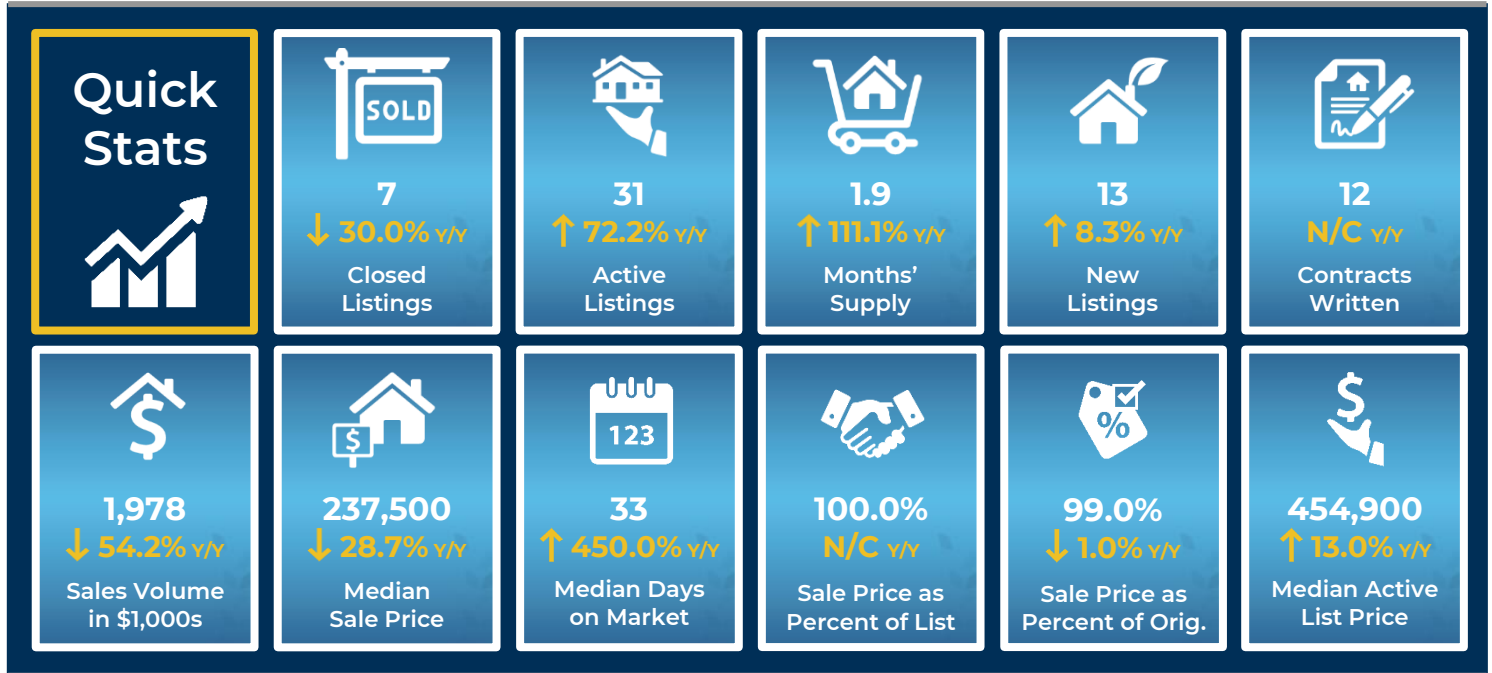 Quick
Stats
SOLD
7
↓ 30.0% Y/Y
Closed
Listings
31
↑ 72.2% Y/Y
Active
Listings
1.9
↑ 111.1% Y/Y
Months’
Supply
13
↑ 8.3% Y/Y
New
Listings
12
N/C Y/Y
Contracts
Written
$
1,978
↓ 54.2% Y/Y
Sales Volume
in $1,000s
$
237,500
↓ 28.7% Y/Y
Median
Sale Price
123
33
↑ 450.0% Y/Y
Median Days
on Market
100.0%
N/C Y/Y
Sale Price as
Percent of List
%
99.0%
↓ 1.0% Y/Y
Sale Price as
Percent of Orig.
$
454,900
↑ 13.0% Y/Y
Median Active
List Price